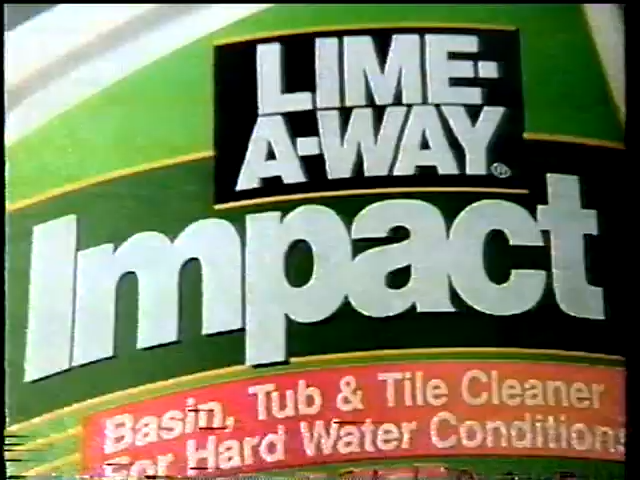 LIME-
A-WAY®
Impact
Basin, Tub & Tile Cleaner
For Hard Water Conditions